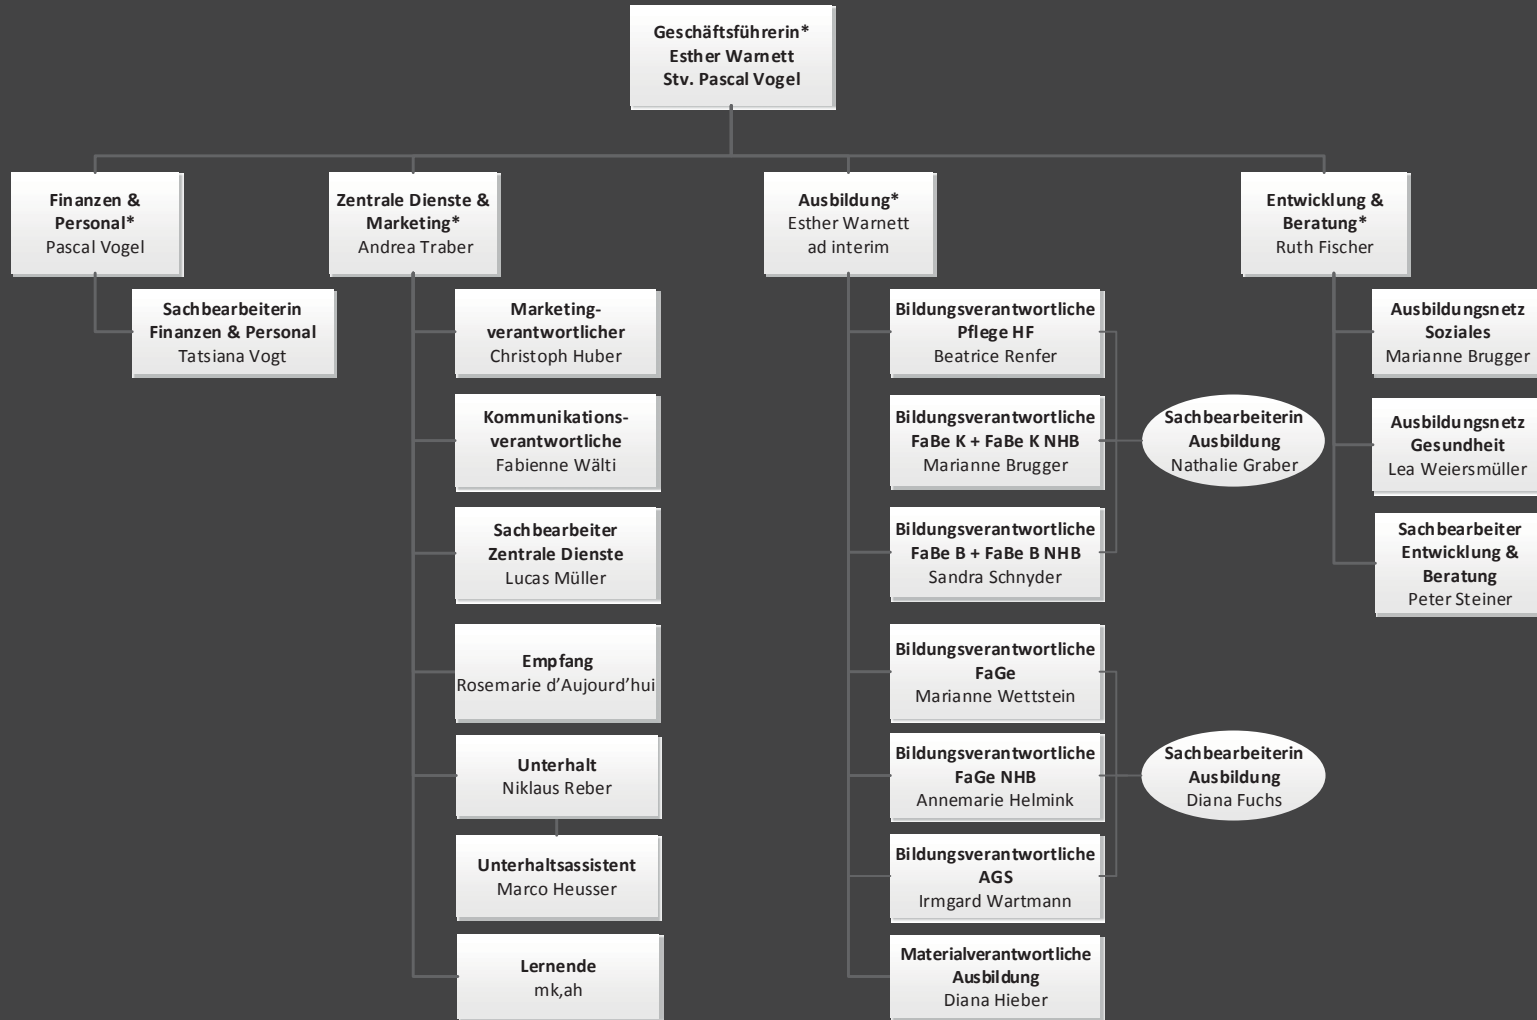 Geschäftsführerin*
Esther Warnett
Stv. Pascal Vogel
Finanzen &
Personal*
Pascal Vogel
Sachbearbeiterin
Finanzen & Personal
Tatsiana Vogt
Zentrale Dienste &
Marketing*
Andrea Traber
Marketing-
verantwortlicher
Christoph Huber
Kommunikations-
verantwortliche
Fabienne Wälti
Sachbearbeiter
Zentrale Dienste
Lucas Müller
Empfang
Rosemarie d’Aujourd’hui
Unterhalt
Niklaus Reber
Unterhaltsassistent
Marco Heusser
Lernende
mk,ah
Ausbildung*
Esther Warnett
ad interim
Bildungsverantwortliche
Pflege HF
Beatrice Renfer
Bildungsverantwortliche
FaBe K + FaBe K NHB
Marianne Brugger
Bildungsverantwortliche
FaBe B + FaBe B NHB
Sandra Schnyder
Sachbearbeiterin
Ausbildung
Nathalie Graber
Bildungsverantwortliche
FaGe
Marianne Wettstein
Bildungsverantwortliche
FaGe NHB
Annemarie Helmink
Bildungsverantwortliche
AGS
Irmgard Wartmann
Sachbearbeiterin
Ausbildung
Diana Fuchs
Materialverantwortliche
Ausbildung
Diana Hieber
Entwicklung &
Beratung*
Ruth Fischer
Ausbildungsnetz
Soziales
Marianne Brugger
Ausbildungsnetz
Gesundheit
Lea Weiersmüller
Sachbearbeiter
Entwicklung &
Beratung
Peter Steiner